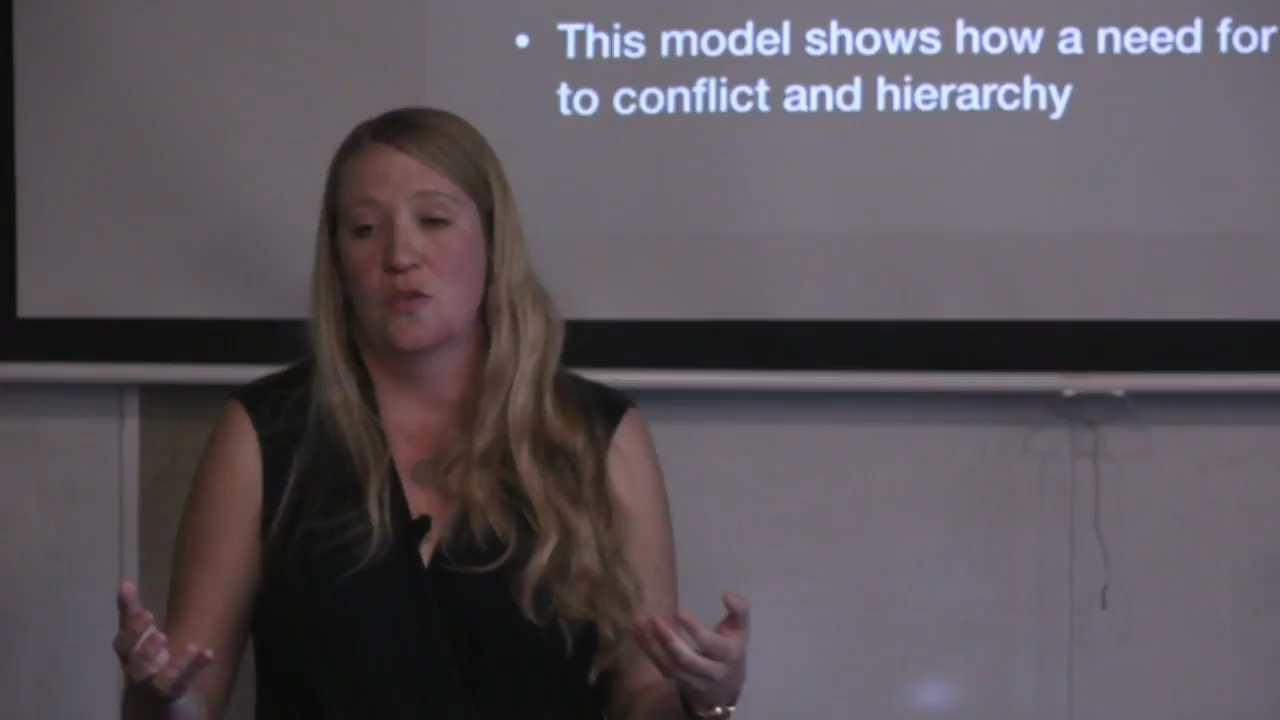 • This model shows how a need for
to conflict and hierarchy